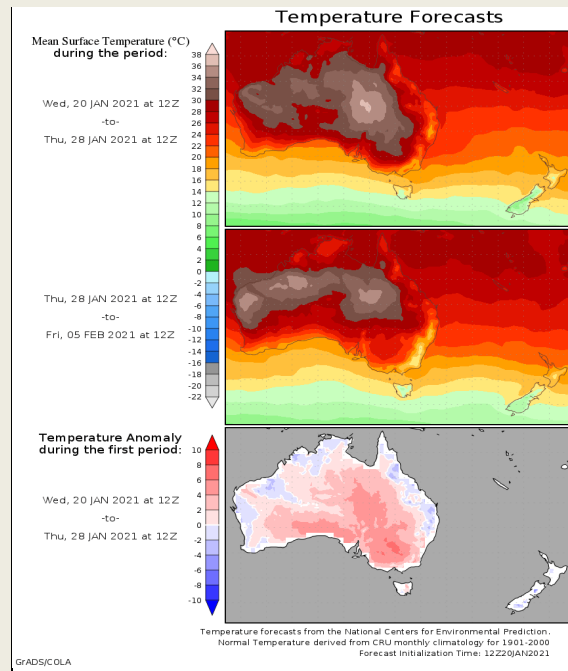 Temperature Forecasts
Mean Surface Temperature (°C)
during the period:
Wed, 20 JAN 2021 at 12Z
-to-
Thu, 28 JAN 2021 at 12Z
38
36
34
32
30
28
26
24
22
20
18
16
14
12
10
8
6
4
2
0
-2
-4
-6
-8
-10
-12
-14
-16
-18
-20
-22
Thu, 28 JAN 2021 at 12Z
-to-
Fri, 05 FEB 2021 at 12Z
Temperature Anomaly
during the first period:
Wed, 20 JAN 2021 at 12Z
-to-
Thu, 28 JAN 2021 at 12Z
10
8
6
4
2
0
-2
-4
-6
-8
-10
Temperature forecasts from the National Centers for Environmental Prediction.
Normal Temperature derived from CRU monthly climatology for 1901-2000
Forecast Initialization Time: 12Z20JAN2021
GrADS/COLA